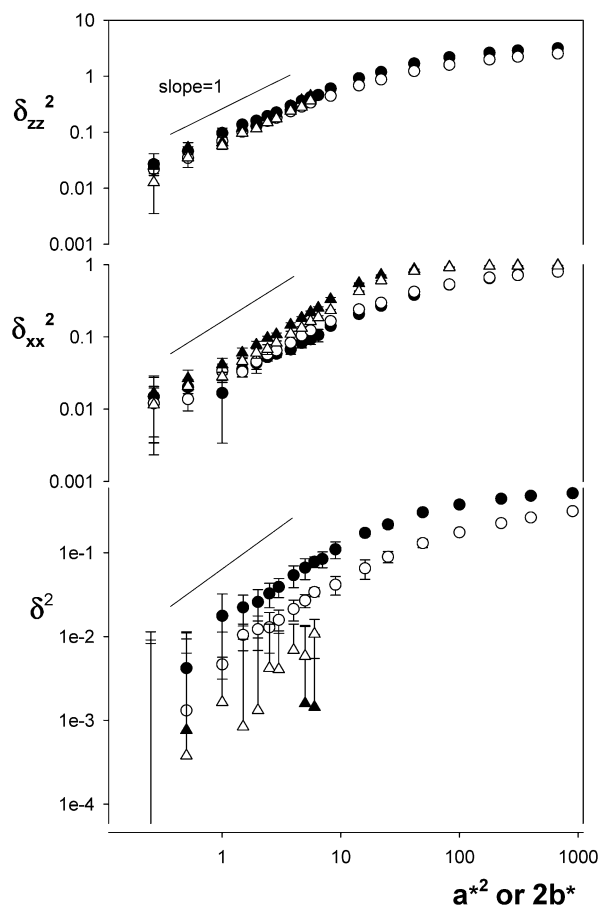 10
1
slope=1
δzz²
0.1
0.01
0.001
1
δxx²
0.1
0.01
0.001
1e-1
δ²
1e-2
1e-3
1e-4
1 10 100 1000
a*² or 2b*